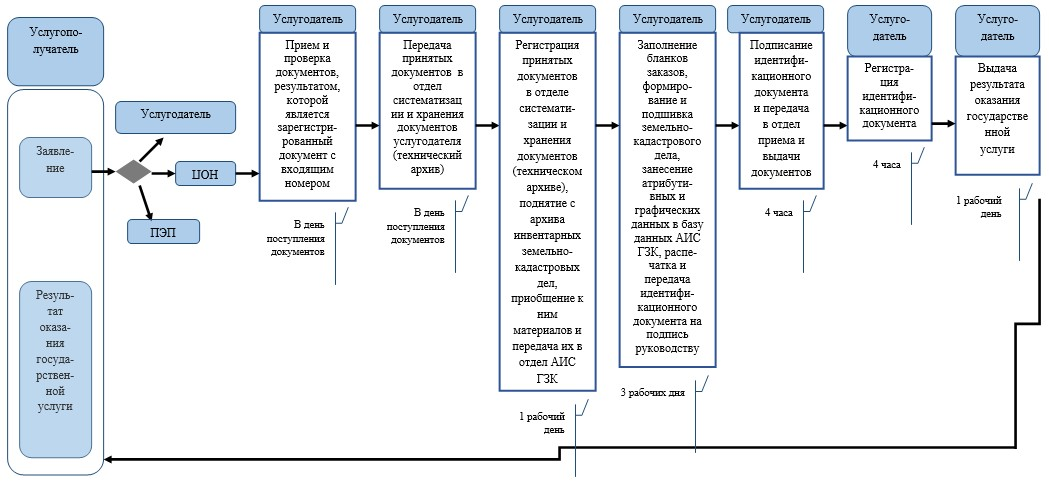 Услугопо-
лучатель
Заявле-
ние
Резуль-
тат
оказа-
ния
госуда-
рствен-
ной
услуги
Услугодатель
ЦОН
ПЭП
Услугодатель
Прием и
проверка
документов,
результатом,
которой
является
зарегистри-
рованный
документ с
входящим
номером
В день
поступления
документов
Услугодатель
Передача
принятых
документов в
отдел
систематизац
ии и хранения
документов
услугодателя
(технический
архив)
В день
поступления
документов
Услугодатель
Регистрация
принятых
документов
в отделе
система­ти-
зации и
хранения
документов
(техническом
архиве),
поднятие с
архива
инвентарных
земельно-
кадастровых
дел,
приобщение к
ним
материалов и
передача их в
отдел АИС
ГЗК
1 рабочий
день
Услугодатель
Заполнение
бланков
заказов,
формиро-
вание и
подшивка
земельно-
кадастрового
дела,
занесение
атрибути-
вных и
графических
данных в базу
данных АИС
ГЗК, распе-
чатка и
передача
идентифи-
кационного
документа на
подпись
руководству
3 рабочих дня
Услугодатель
Подписание
идентифи-
кационного
документа
и передача
в отдел
приема и
выдачи
документов
4 часа
Услуго-
датель
Регистра-
ция
идентифи-
кационного
документа
4 часа
Услуго-
датель
Выдача
результата
оказания
государстве
нной
услуги
1 рабочий
день